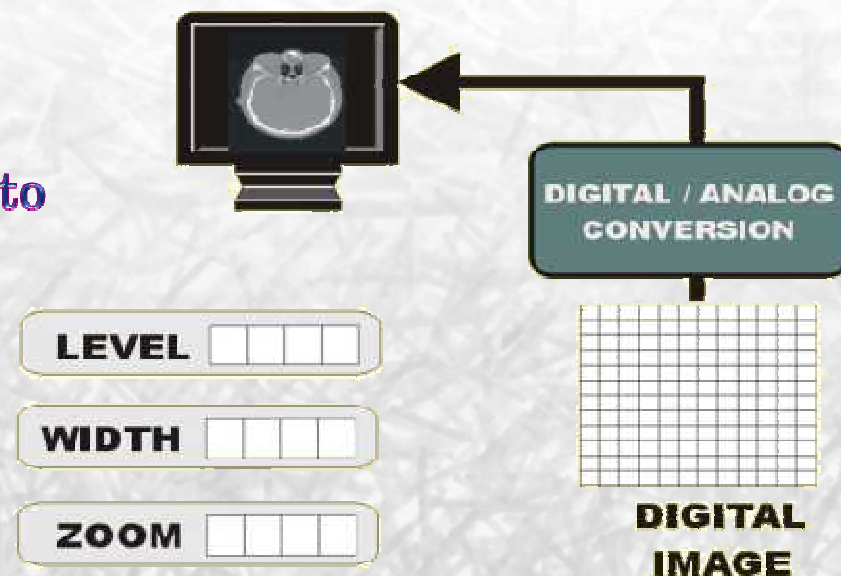 to
DIGITAL / ANALOG
CONVERSION
LEVEL
WIDTH
ZOOM
DIGITAL
IMAGE